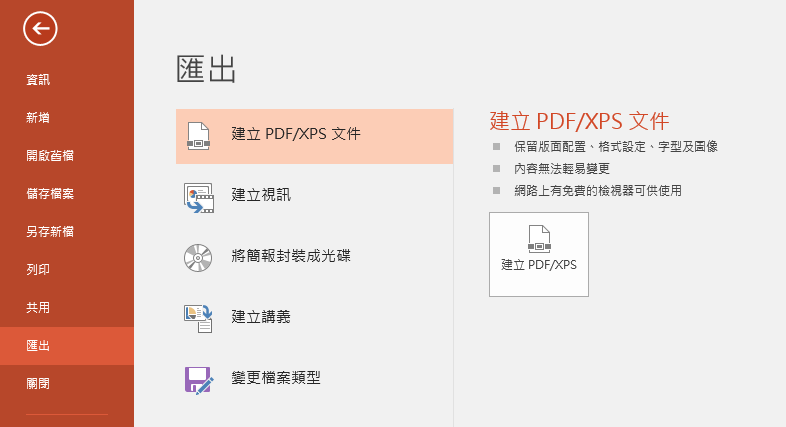 資訊
新增
開啟舊檔
儲存檔案
另存新檔
列印
共用
匯出
關閉
匯出
建立 PDF/XPS 文件
建立視訊
將簡報封裝成光碟
建立講義
變更檔案類型
建立 PDF/XPS 文件
保留版面配置、格式設定、字型及圖像
內容無法輕易變更
網路上有免費的檢視器可供使用
建立 PDF/XPS